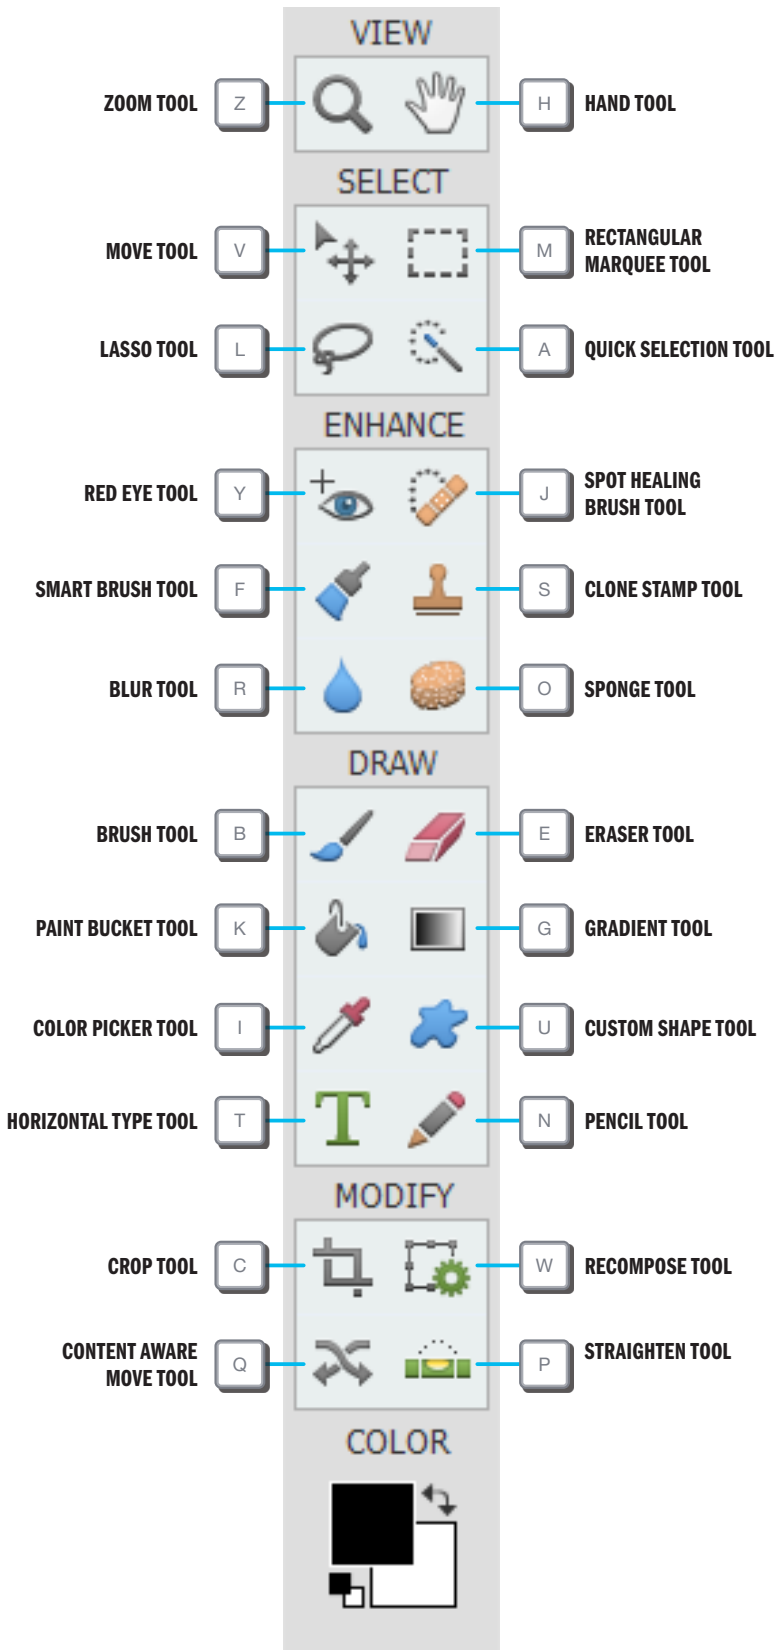 VIEW
ZOOM TOOL Z H HAND TOOL
SELECT
MOVE TOOL V M RECTANGULAR
MARQUEE TOOL
LASSO TOOL L A QUICK SELECTION TOOL
ENHANCE
RED EYE TOOL Y J SPOT HEALING
BRUSH TOOL
SMART BRUSH TOOL F S CLONE STAMP TOOL
BLUR TOOL R O SPONGE TOOL
DRAW
BRUSH TOOL B E ERASER TOOL
PAINT BUCKET TOOL K G GRADIENT TOOL
COLOR PICKER TOOL I U CUSTOM SHAPE TOOL
HORIZONTAL TYPE TOOL T T N PENCIL TOOL
MODIFY
CROP TOOL C W RECOMPOSE TOOL
CONTENT AWARE
MOVE TOOL Q P STRAIGHTEN TOOL
COLOR